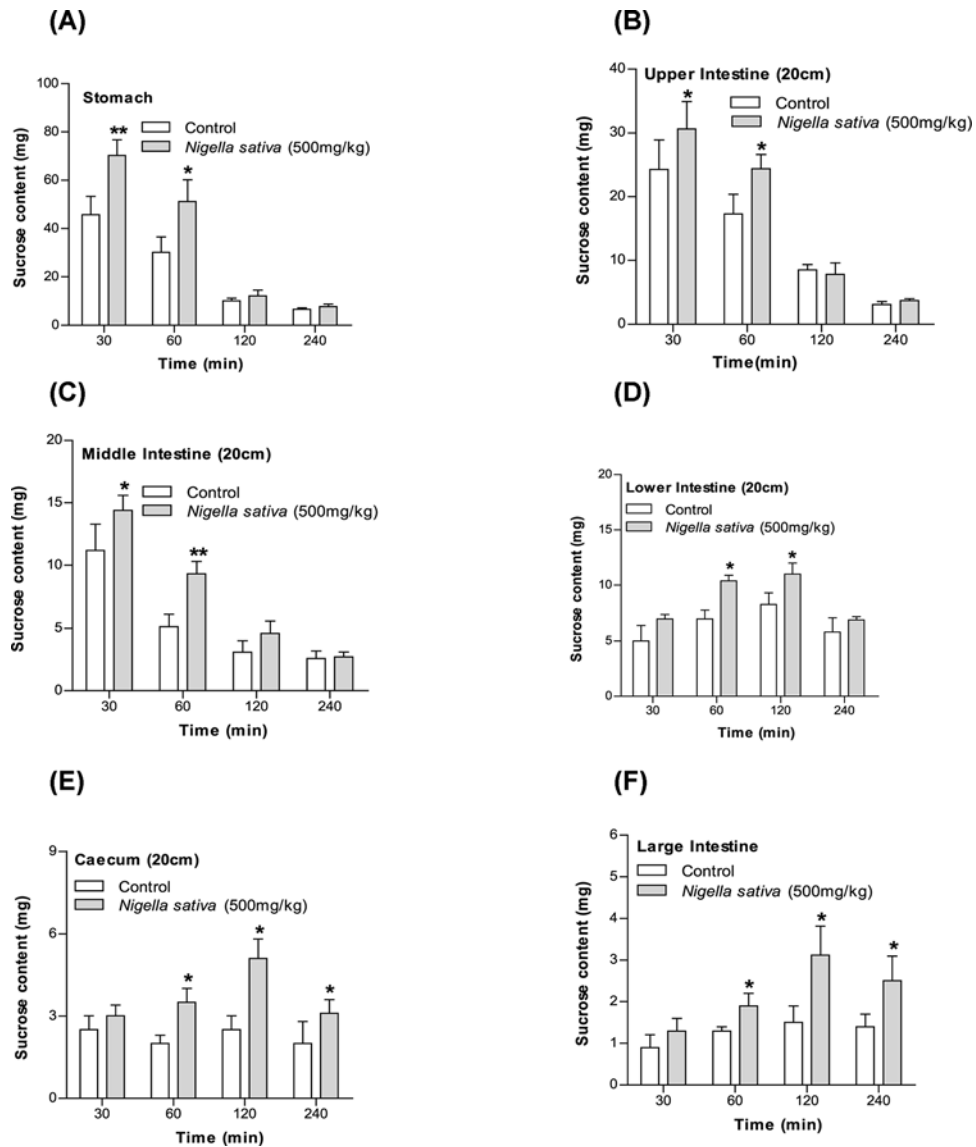 (A)
Stomach
Control
Nigella sativa (500mg/kg)
Sucrose content (mg)
100
80
60
40
20
0
**
*
30 60 120 240
Time (min)
(B)
Upper Intestine (20cm)
Control
Nigella sativa (500mg/kg)
Sucrose content (mg)
40
30
20
10
0
*
*
30 60 120 240
Time(min)
(C)
Middle Intestine (20cm)
Control
Nigella sativa (500mg/kg)
Sucrose content (mg)
20
15
10
5
0
*
**
30 60 120 240
Time (min)
(D)
Lower Intestine (20cm)
Control
Nigella sativa (500mg/kg)
Sucrose content (mg)
20
15
10
5
0
*
*
30 60 120 240
Time (min)
(E)
Caecum (20cm)
Control
Nigella sativa (500mg/kg)
Sucrose content (mg)
9
6
3
0
*
*
*
30 60 120 240
Time (min)
(F)
Large Intestine
Control
Nigella sativa (500mg/kg)
Sucrose content (mg)
6
5
4
3
2
1
0
*
*
*
30 60 120 240
Time (min)